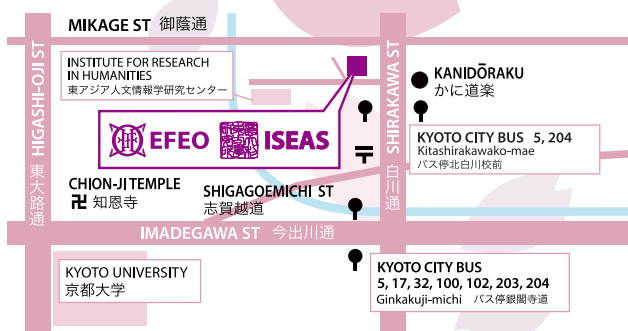 MIKAGE ST 御蔭通
HIGASHI-OJI ST 東大路通
INSTITUTE FOR RESEARCH
IN HUMANITIES
東アジア人文情報学研究センター
SHIRAKAWA ST 白川通
KANIDŌRAKU
かに道楽
EFEO ISEAS
KYOTO CITY BUS 5, 204
Kitashirakawako-mae
バス停北白川校前
CHION-JI TEMPLE
卍 知恩寺
SHIGAGOEMICHI ST
志賀越道
IMADEGAWA ST 今出川通
KYOTO UNIVERSITY
京都大学
KYOTO CITY BUS
5, 17, 32, 100, 102, 203, 204
Ginkakuji-michi バス停銀閣寺道